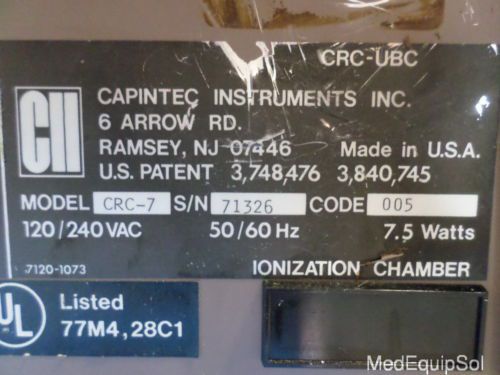 CRC-UBC
CII
CAPINTEC INSTRUMENTS INC.
6 ARROW RD.
RAMSEY, NJ 07446 Made in U.S.A.
U.S. PATENT 3,748,476 3,840,745
MODEL CRC-7 S/N 71326 CODE 005
120/240 VAC 50/60 Hz 7.5 Watts
7120-1073 IONIZATION CHAMBER
UL Listed
77M4, 28C1
MedEquipSol